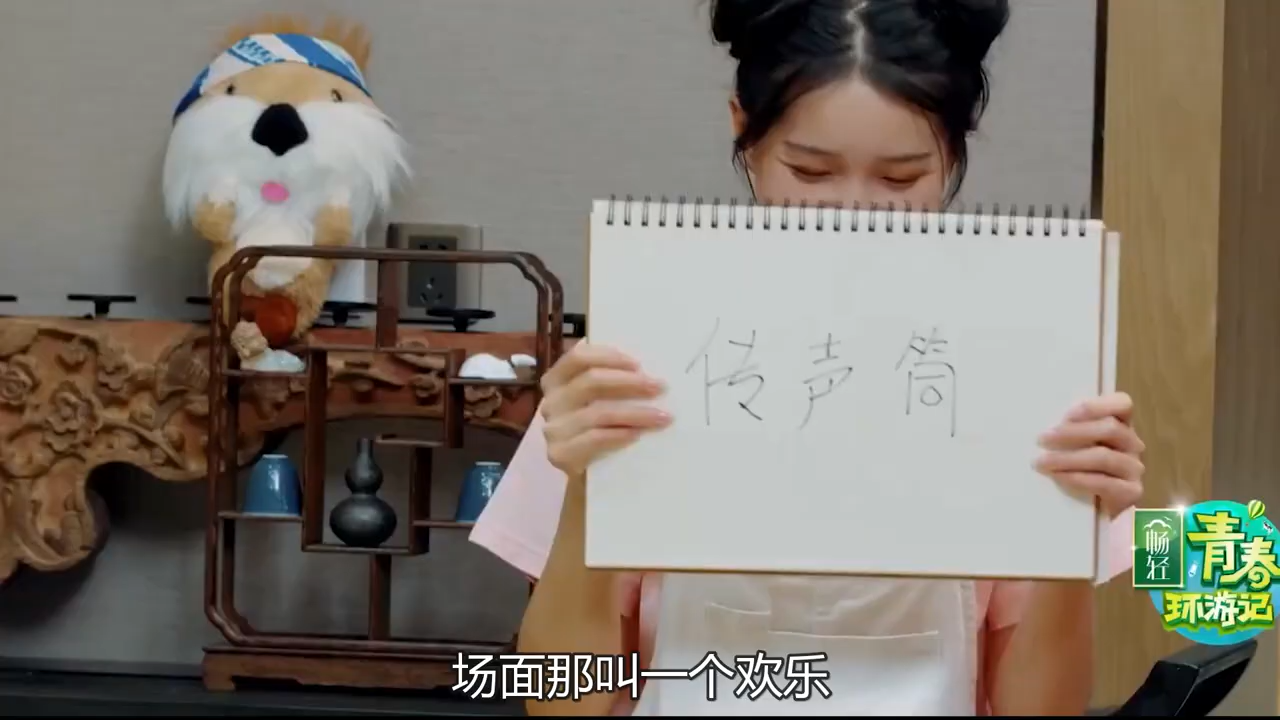 传声筒
畅轻
青春
环游记
场面那叫一个欢乐